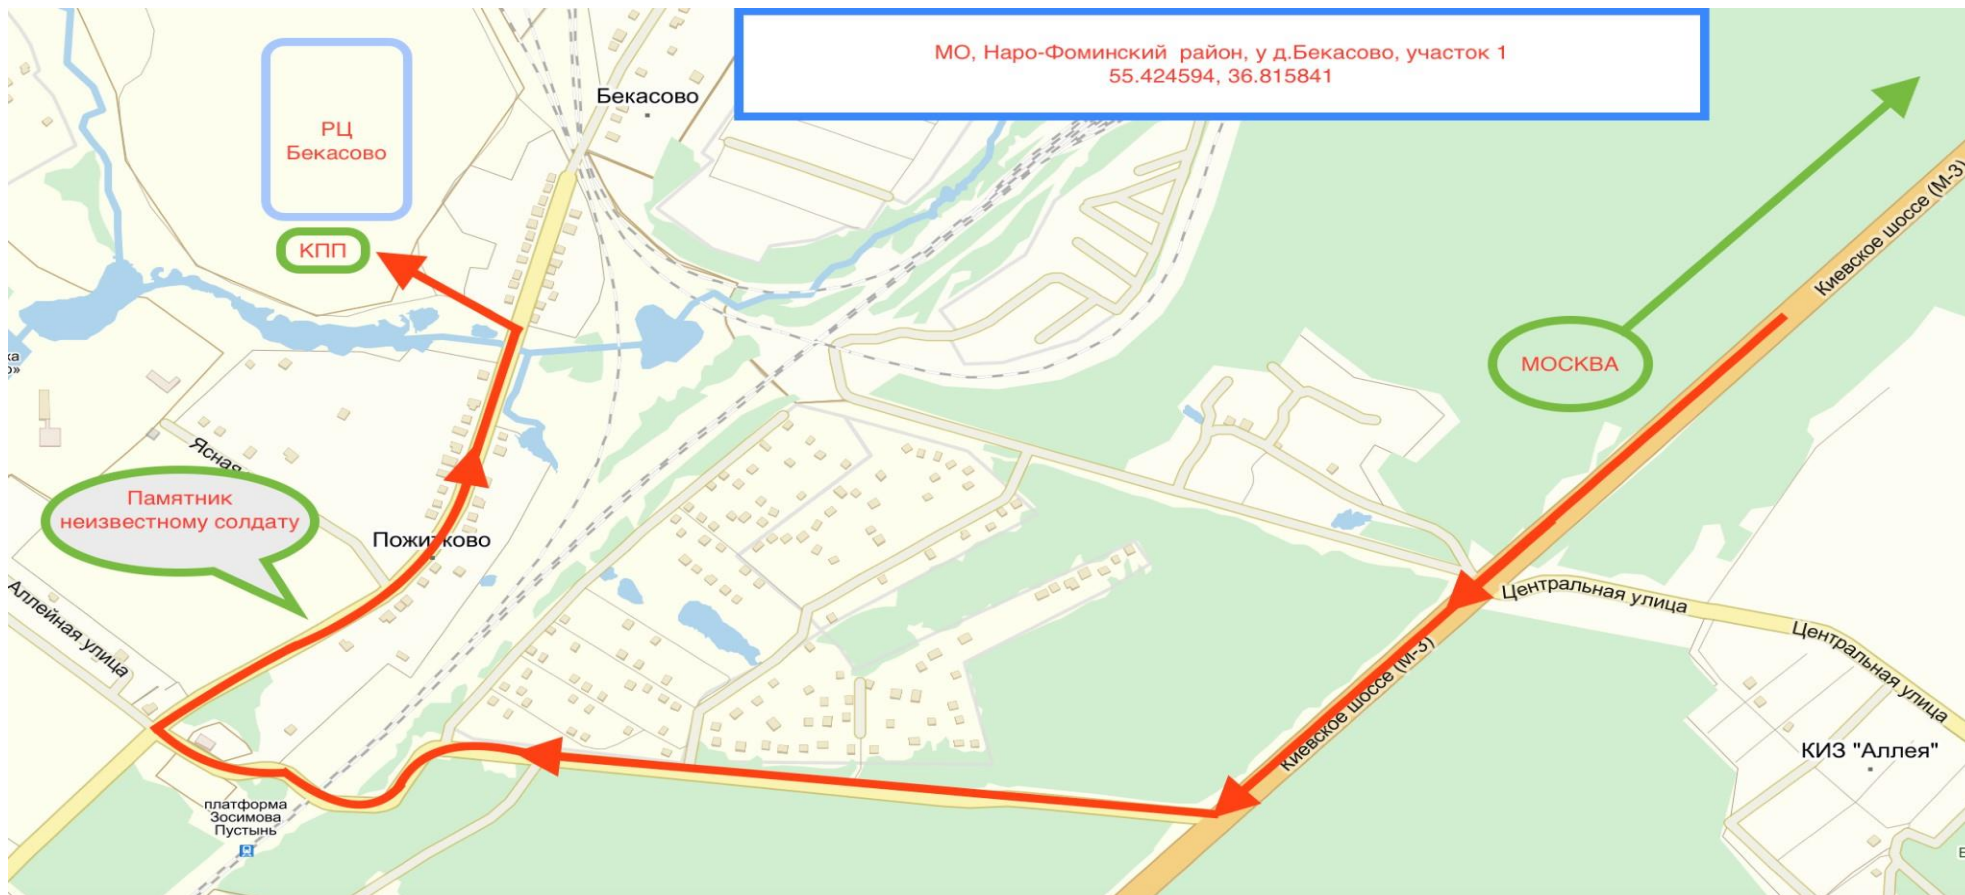 МО, Наро-Фоминский район, у д.Бекасово, участок 1
55.424594, 36.815841
Бекасово
РЦ
Бекасово
КПП
Киевское шоссе (М-3)
МОСКВА
Ясная
Памятник
неизвестному солдату
Пожитково
Аллейная улица
Центральная улица
Центральная улица
Киевское шоссе (М-3)
КИЗ "Аллея"
платформа
Зосимова
Пустынь